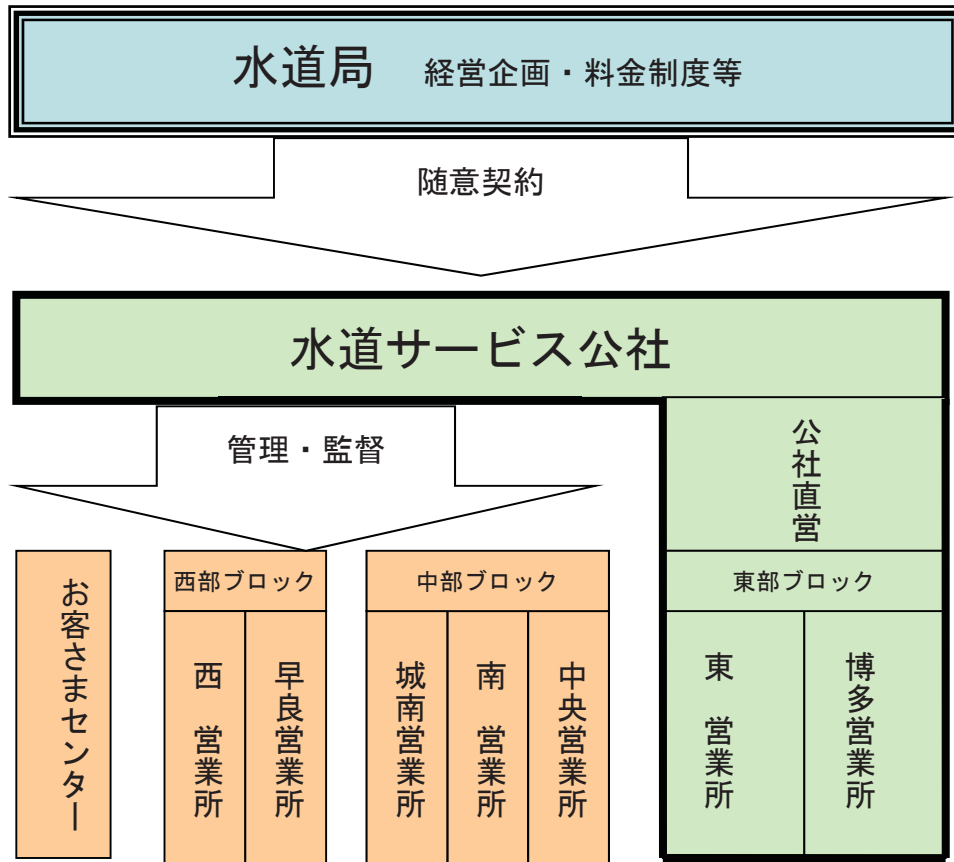 水道局 経営企画・料金制度等
随意契約
水道サービス公社
管理・監督
公社直営
お客さまセンター
西部ブロック
西 営業所
早良営業所
中部ブロック
城南営業所
南 営業所
中央営業所
東部ブロック
東 営業所
博多営業所